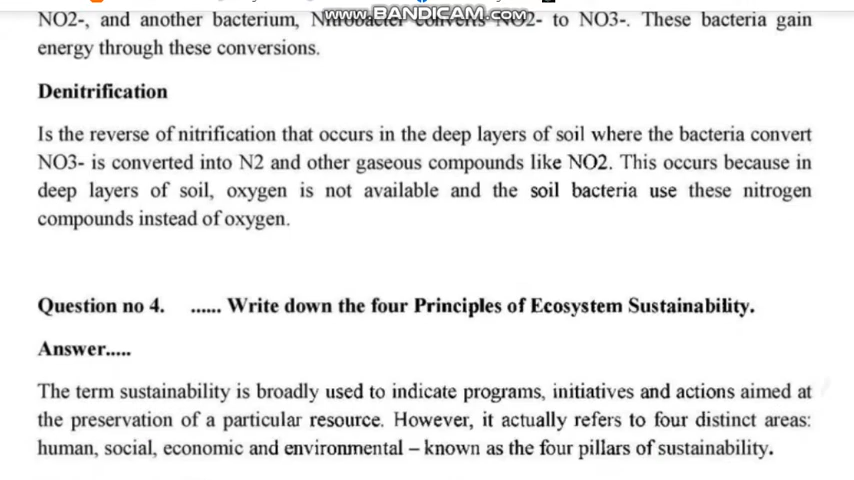 www.BANDICAM.com
NO2-, and another bacterium, Nitrobacter converts NO2- to NO3-. These bacteria gain
energy through these conversions.
Denitrification
Is the reverse of nitrification that occurs in the deep layers of soil where the bacteria convert
NO3- is converted into N2 and other gaseous compounds like NO2. This occurs because in
deep layers of soil, oxygen is not available and the soil bacteria use these nitrogen
compounds instead of oxygen.
Question no 4. ...... Write down the four Principles of Ecosystem Sustainability.
Answer.....
The term sustainability is broadly used to indicate programs, initiatives and actions aimed at
the preservation of a particular resource. However, it actually refers to four distinct areas:
human, social, economic and environmental – known as the four pillars of sustainability.